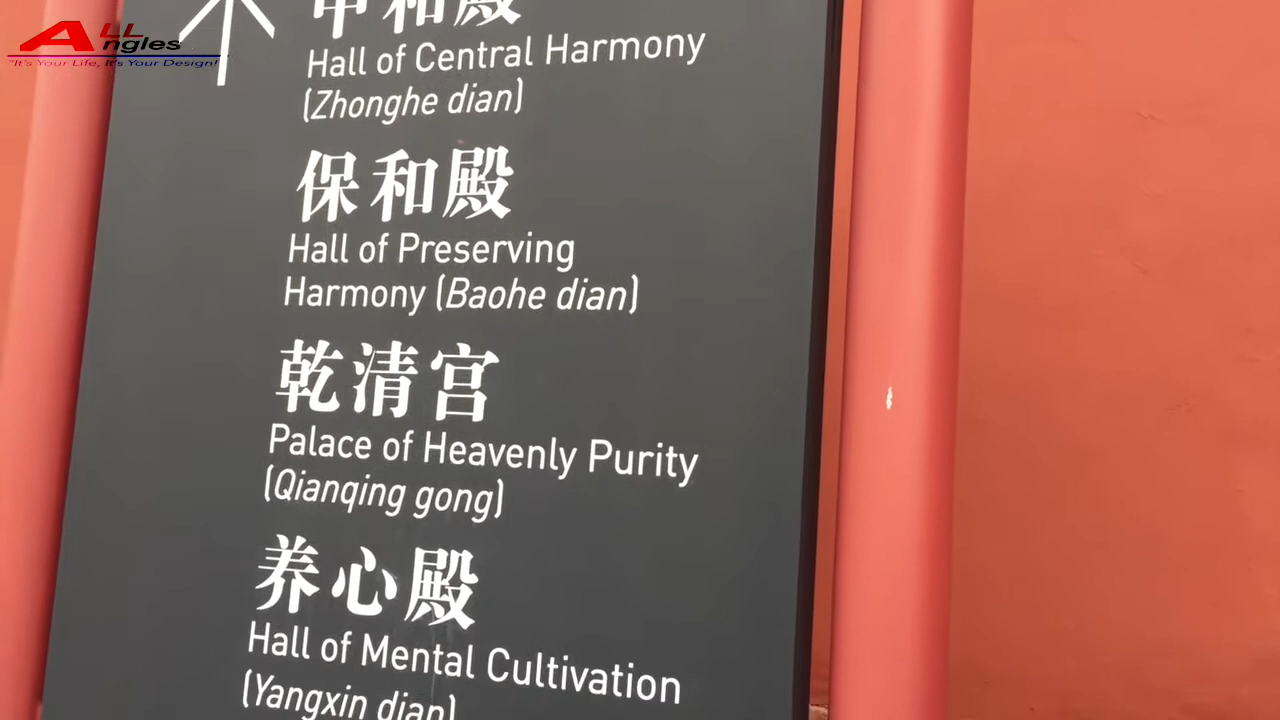 ALL
Angles
"It's Your Life, It's Your Design!"
中和殿
Hall of Central Harmony
(Zhonghe dian)
保和殿
Hall of Preserving
Harmony (Baohe dian)
乾清宫
Palace of Heavenly Purity
(Qianqing gong)
养心殿
Hall of Mental Cultivation
(Yangxin dian)